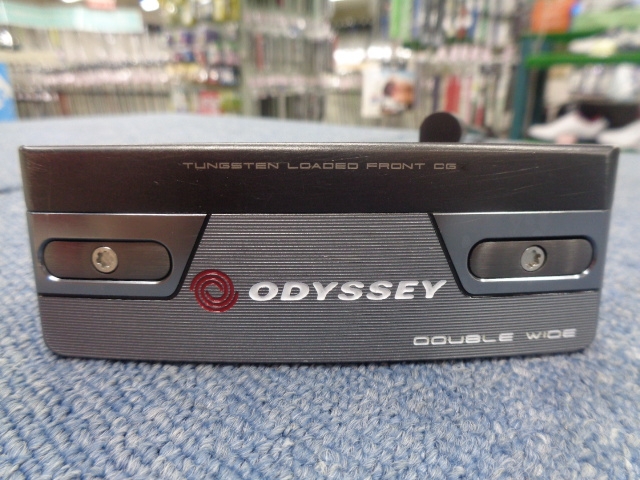 TUNGSTEN LOADED FRONT CG
ODYSSEY
DOUBLE WIDE